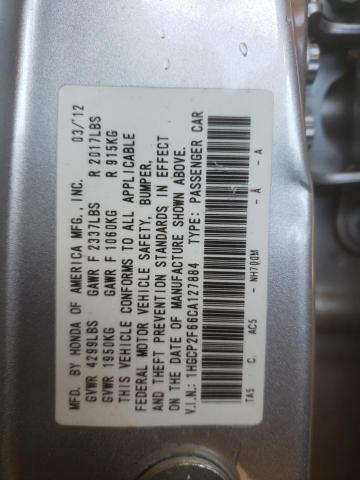 MFD. BY HONDA OF AMERICA MFG., INC. 03/'12
GVWR 4299LBS GAWR F 2337LBS R 2017LBS
GVWR 1950KG GAWR F 1060KG R 915KG
THIS VEHICLE CONFORMS TO ALL APPLICABLE
FEDERAL MOTOR VEHICLE SAFETY, BUMPER,
AND THEFT PREVENTION STANDARDS IN EFFECT
ON THE DATE OF MANUFACTURE SHOWN ABOVE.
V.I.N.: 1HGCP2F66CA127884 TYPE: PASSENGER CAR
TA5 C. AC5 - NH700M - A - A